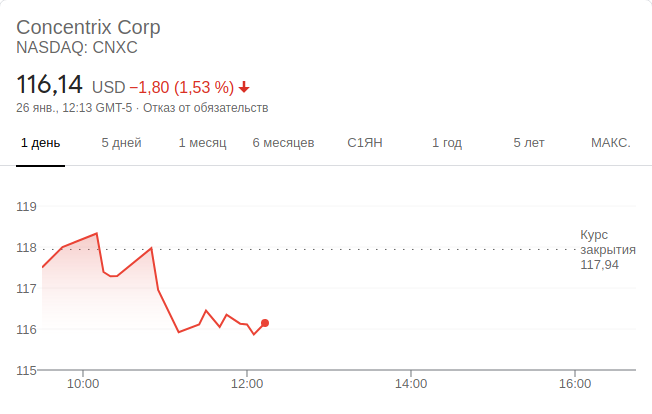 Concentrix Corp
NASDAQ: CNXC
116,14 USD −1,80 (1,53 %)
26 янв., 12:13 GMT-5 · Отказ от обязательств
1 день 5 дней 1 месяц 6 месяцев С1ЯН 1 год 5 лет МАКС.
119
118
117
116
115
Курс
закрытия
117,94
10:00 12:00 14:00 16:00